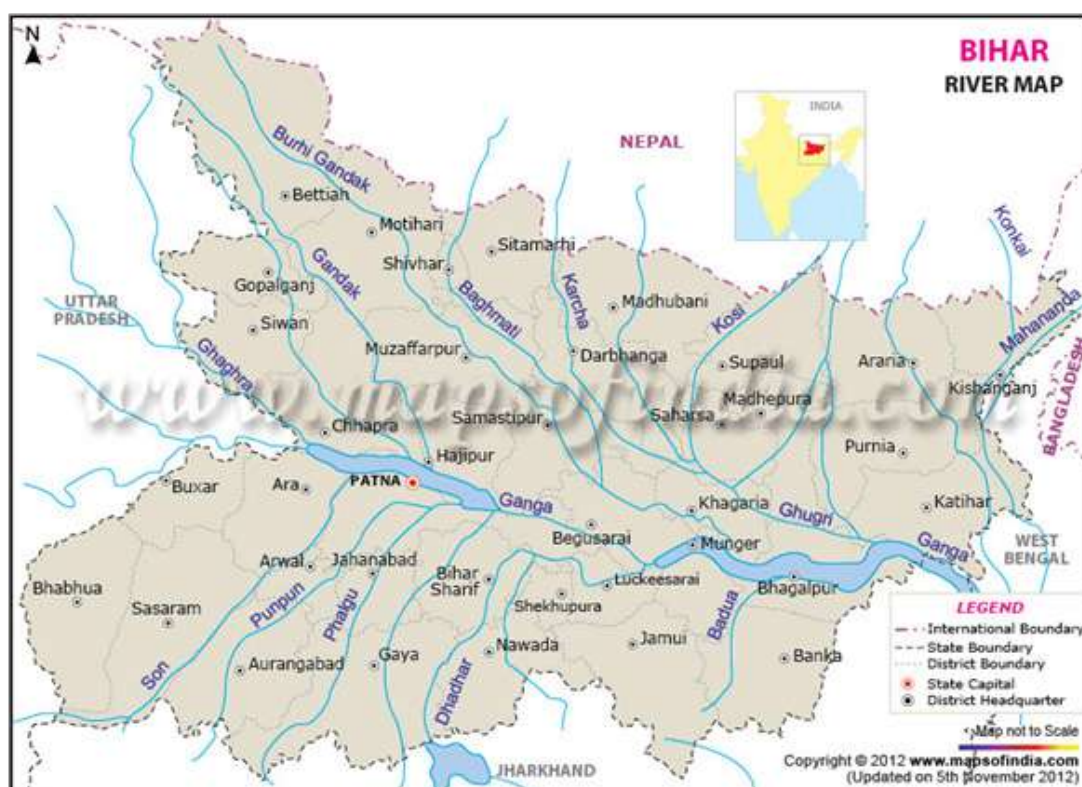 N
BIHAR
RIVER MAP
INDIA
NEPAL
Burhi Gandak
Bettiah
Motihari
Sitamarhi
Shivhar
Konkai
Gopalganj
Gandak
Baghmati
Karcha
Madhubani
Kosi
Mahananda
UTTAR
PRADESH
Siwan
Ghaghra
Muzaffarpur
Darbhanga
Supaul
Araria
Kishanganj
BANGLADESH
www.mapsofindia.com
Chhapra
Samastipur
Saharsa
Madhepura
Purnia
Hajipur
Buxar
Ara
PATNA
Ganga
Khagaria
Ghugri
Katihar
Begusarai
Munger
Ganga
WEST
BENGAL
Arwal
Jahanabad
Bihar
Sharif
Luckeesarai
Bhagalpur
Bhabhua
Sasaram
Punpun
Phalgu
Shekhupura
Badua
Son
Aurangabad
Gaya
Dhadhar
Nawada
Jamui
Banka
JHARKHAND
LEGEND
International Boundary
State Boundary
District Boundary
State Capital
District Headquarter
Map not to Scale
Copyright © 2012 www.mapsofindia.com
(Updated on 5th November 2012)